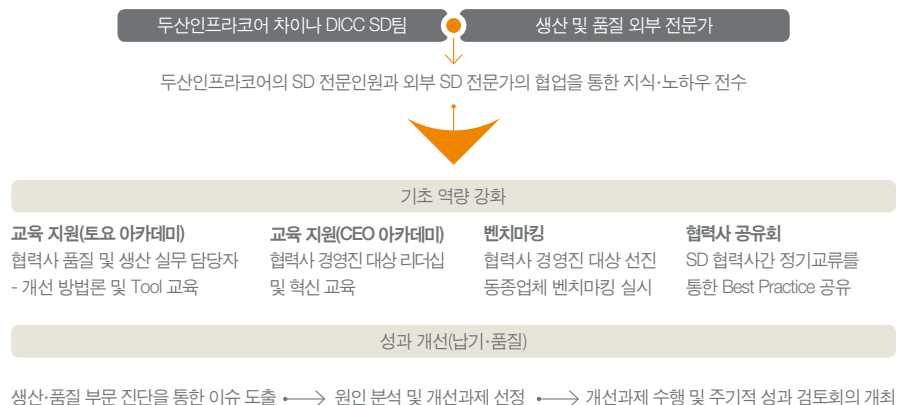 두산인프라코어 차이나 DICC SD팀
생산 및 품질 외부 전문가
두산인프라코어의 SD 전문인원과 외부 SD 전문가의 협업을 통한 지식·노하우 전수
기초 역량 강화
교육 지원(토요 아카데미)
협력사 품질 및 생산 실무 담당자
- 개선 방법론 및 Tool 교육
교육 지원(CEO 아카데미)
협력사 경영진 대상 리더십
및 혁신 교육
벤치마킹
협력사 경영진 대상 선진
동종업체 벤치마킹 실시
협력사 공유회
SD 협력사간 정기교류를
통한 Best Practice 공유
성과 개선(납기·품질)
생산·품질 부문 진단을 통한 이슈 도출
원인 분석 및 개선과제 선정
개선과제 수행 및 주기적 성과 검토회의 개최